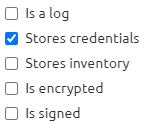 Is a log
Stores credentials
Stores inventory
Is encrypted
Is signed